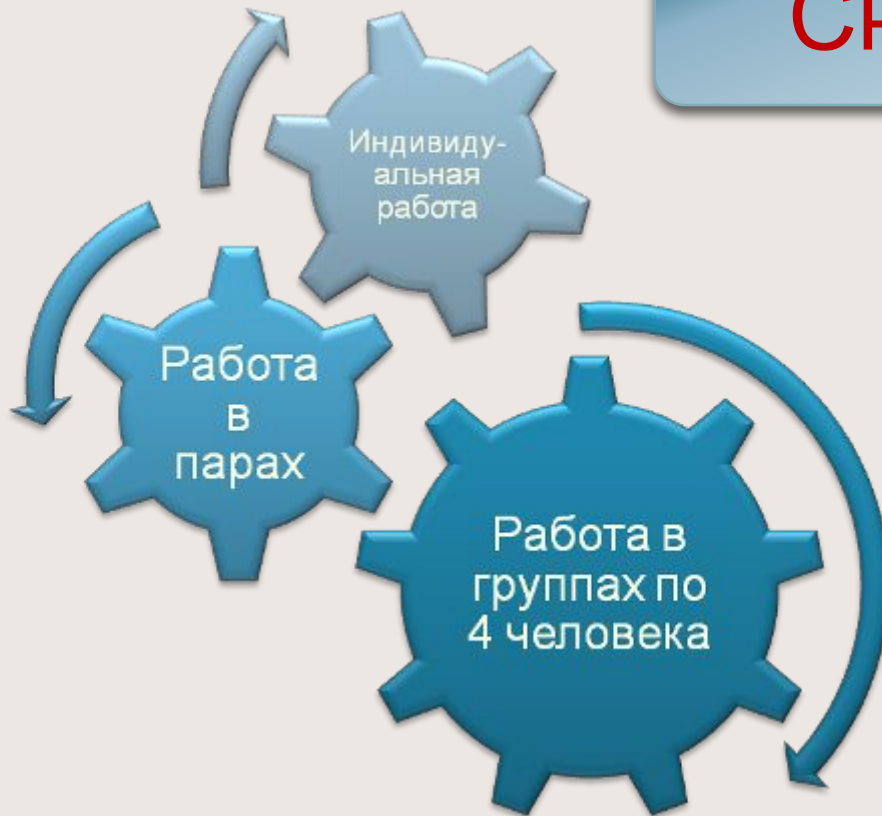 Индивиду-
альная
работа
Работа
в
парах
Работа в
группах по
4 человека